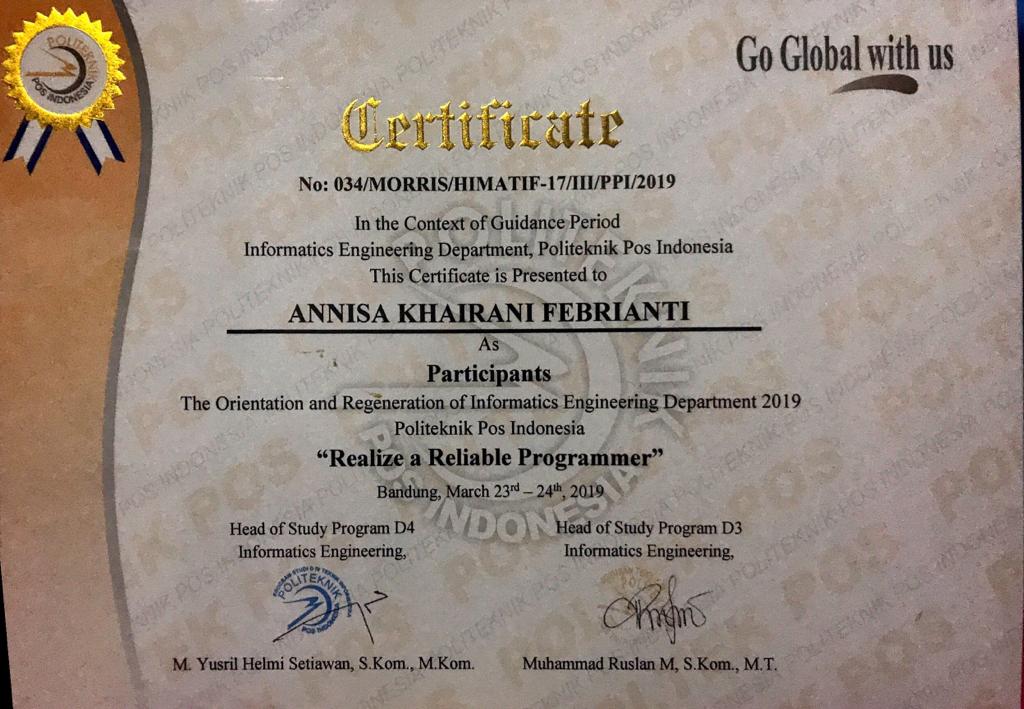 POLITEKNIK
POS INDONESIA
Go Global with us
Certificate
No: 034/MORRIS/HIMATIF-17/III/PPI/2019
In the Context of Guidance Period
Informatics Engineering Department, Politeknik Pos Indonesia
This Certificate is Presented to
ANNISA KHAIRANI FEBRIANTI
As
Participants
The Orientation and Regeneration of Informatics Engineering Department 2019
Politeknik Pos Indonesia
“Realize a Reliable Programmer”
Bandung, March 23rd – 24th, 2019
Head of Study Program D4 Head of Study Program D3
Informatics Engineering, Informatics Engineering,
POLITEKNIK
POS INDONESIA
M. Yusril Helmi Setiawan, S.Kom., M.Kom. Muhammad Ruslan M, S.Kom., M.T.